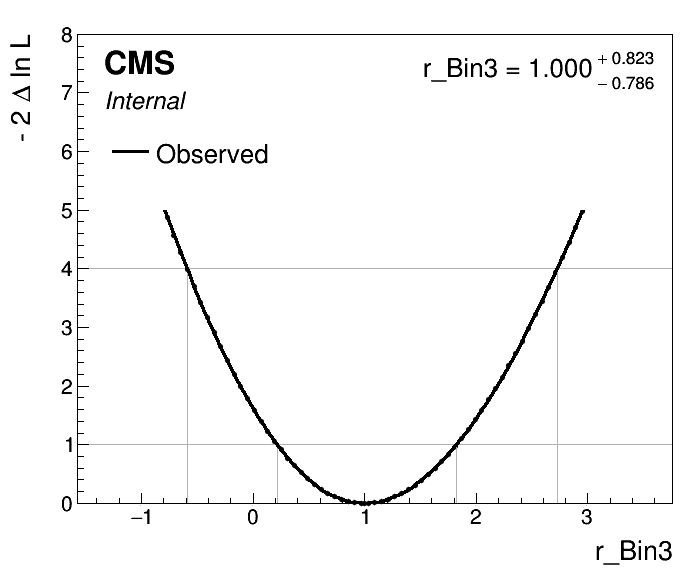 - 2 Δ ln L
CMS
Internal
r_Bin3 = 1.000 + 0.823 - 0.786
Observed
8
7
6
5
4
3
2
1
0
−1 0 1 2 3
r_Bin3